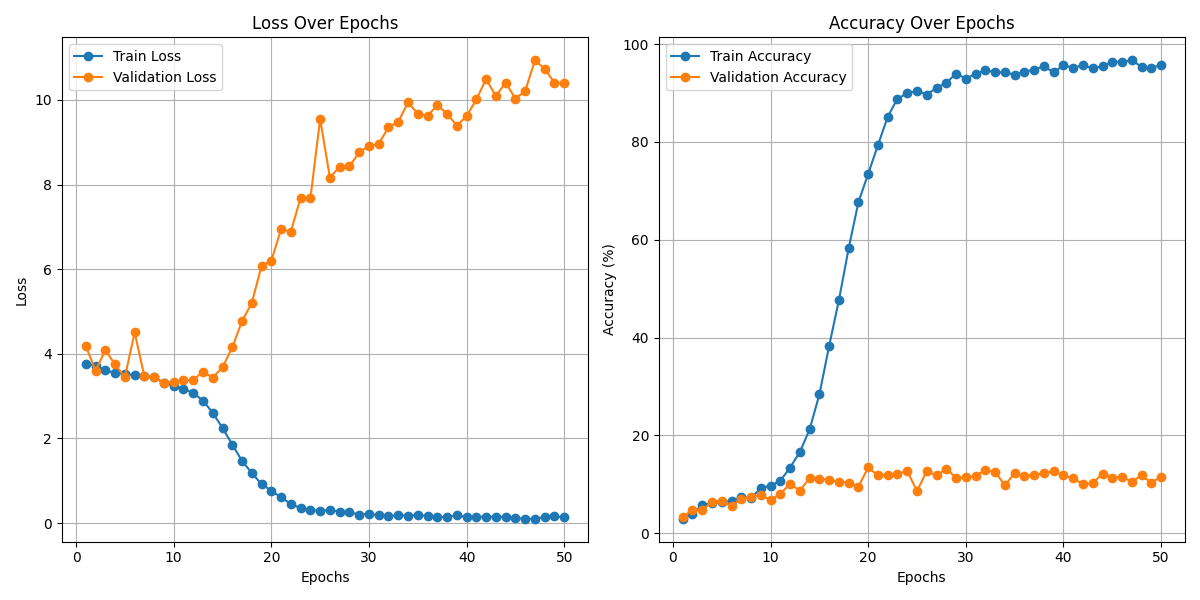 Loss Over Epochs
Train Loss
Validation Loss
10
8
6
4
2
0
Loss
0 10 20 30 40 50
Epochs
Accuracy Over Epochs
Train Accuracy
Validation Accuracy
100
80
60
40
20
0
Accuracy (%)
0 10 20 30 40 50
Epochs